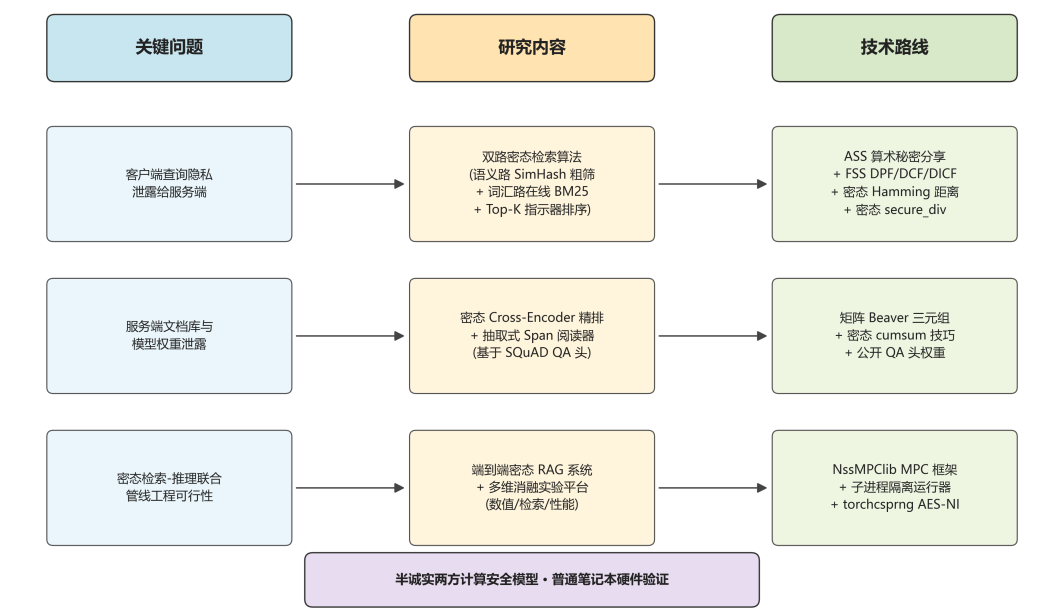 关键问题
研究内容
技术路线
客户端查询隐私
泄露给服务端
双路密态检索算法
(语义路 SimHash 粗筛
+ 词汇路在线 BM25
+ Top-K 指示器排序)
ASS 算术秘密分享
+ FSS DPF/DCF/DICF
+ 密态 Hamming 距离
+ 密态 secure_div
服务端文档库与
模型权重泄露
密态 Cross-Encoder 精排
+ 抽取式 Span 阅读器
(基于 SQuAD QA 头)
矩阵 Beaver 三元组
+ 密态 cumsum 技巧
+ 公开 QA 头权重
密态检索-推理联合
管线工程可行性
端到端密态 RAG 系统
+ 多维消融实验平台
(数值/检索/性能)
NssMPClib MPC 框架
+ 子进程隔离运行器
+ torchcsprng AES-NI
半诚实两方计算安全模型 · 普通笔记本硬件验证